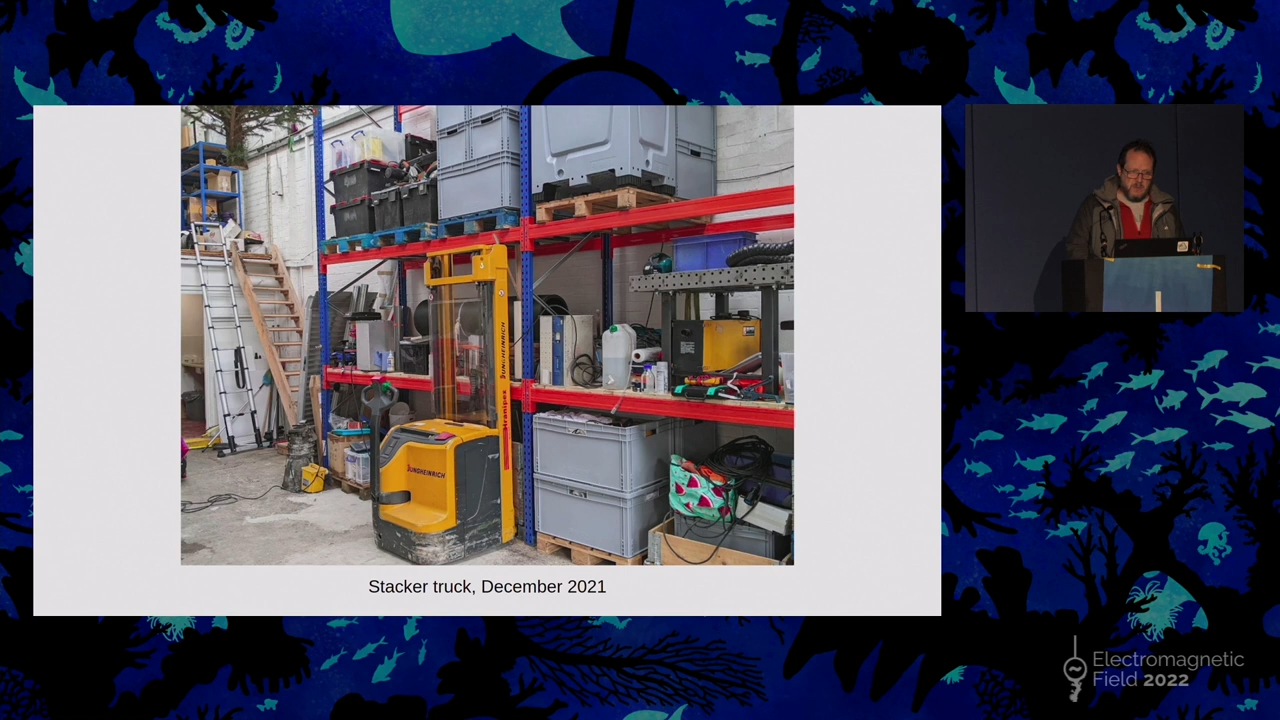 JUNGHEINRICH
JUNGHEINRICH
Stacker truck, December 2021
Electromagnetic
Field 2022